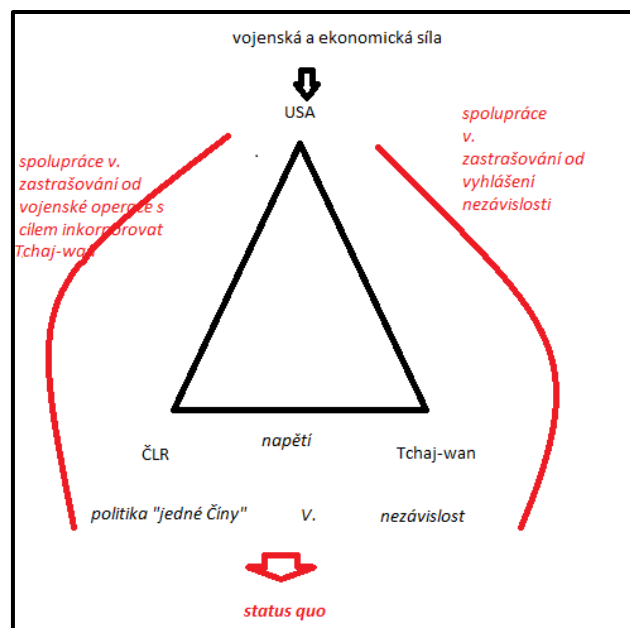 vojenská a ekonomická síla
USA
spolupráce v.
zastrašování od
vojenské operace s
cílem inkorporovat
Tchaj-wan
spolupráce
v.
zastrašování od
vyhlášení
nezávislosti
napětí
ČLR
Tchaj-wan
politika "jedné Číny" V. nezávislost
status quo